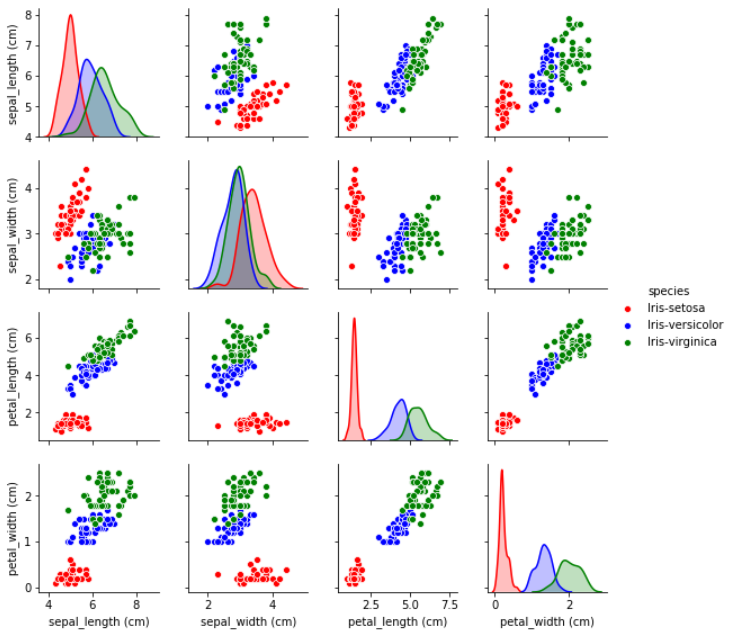 sepal_length (cm)
8
7
6
5
4
sepal_width (cm)
4
3
2
species
Iris-setosa
Iris-versicolor
Iris-virginica
petal_length (cm)
6
4
2
petal_width (cm)
2
1
0
4 6 8
2 4
2.5 5.0 7.5
0 2
sepal_length (cm)
sepal_width (cm)
petal_length (cm)
petal_width (cm)